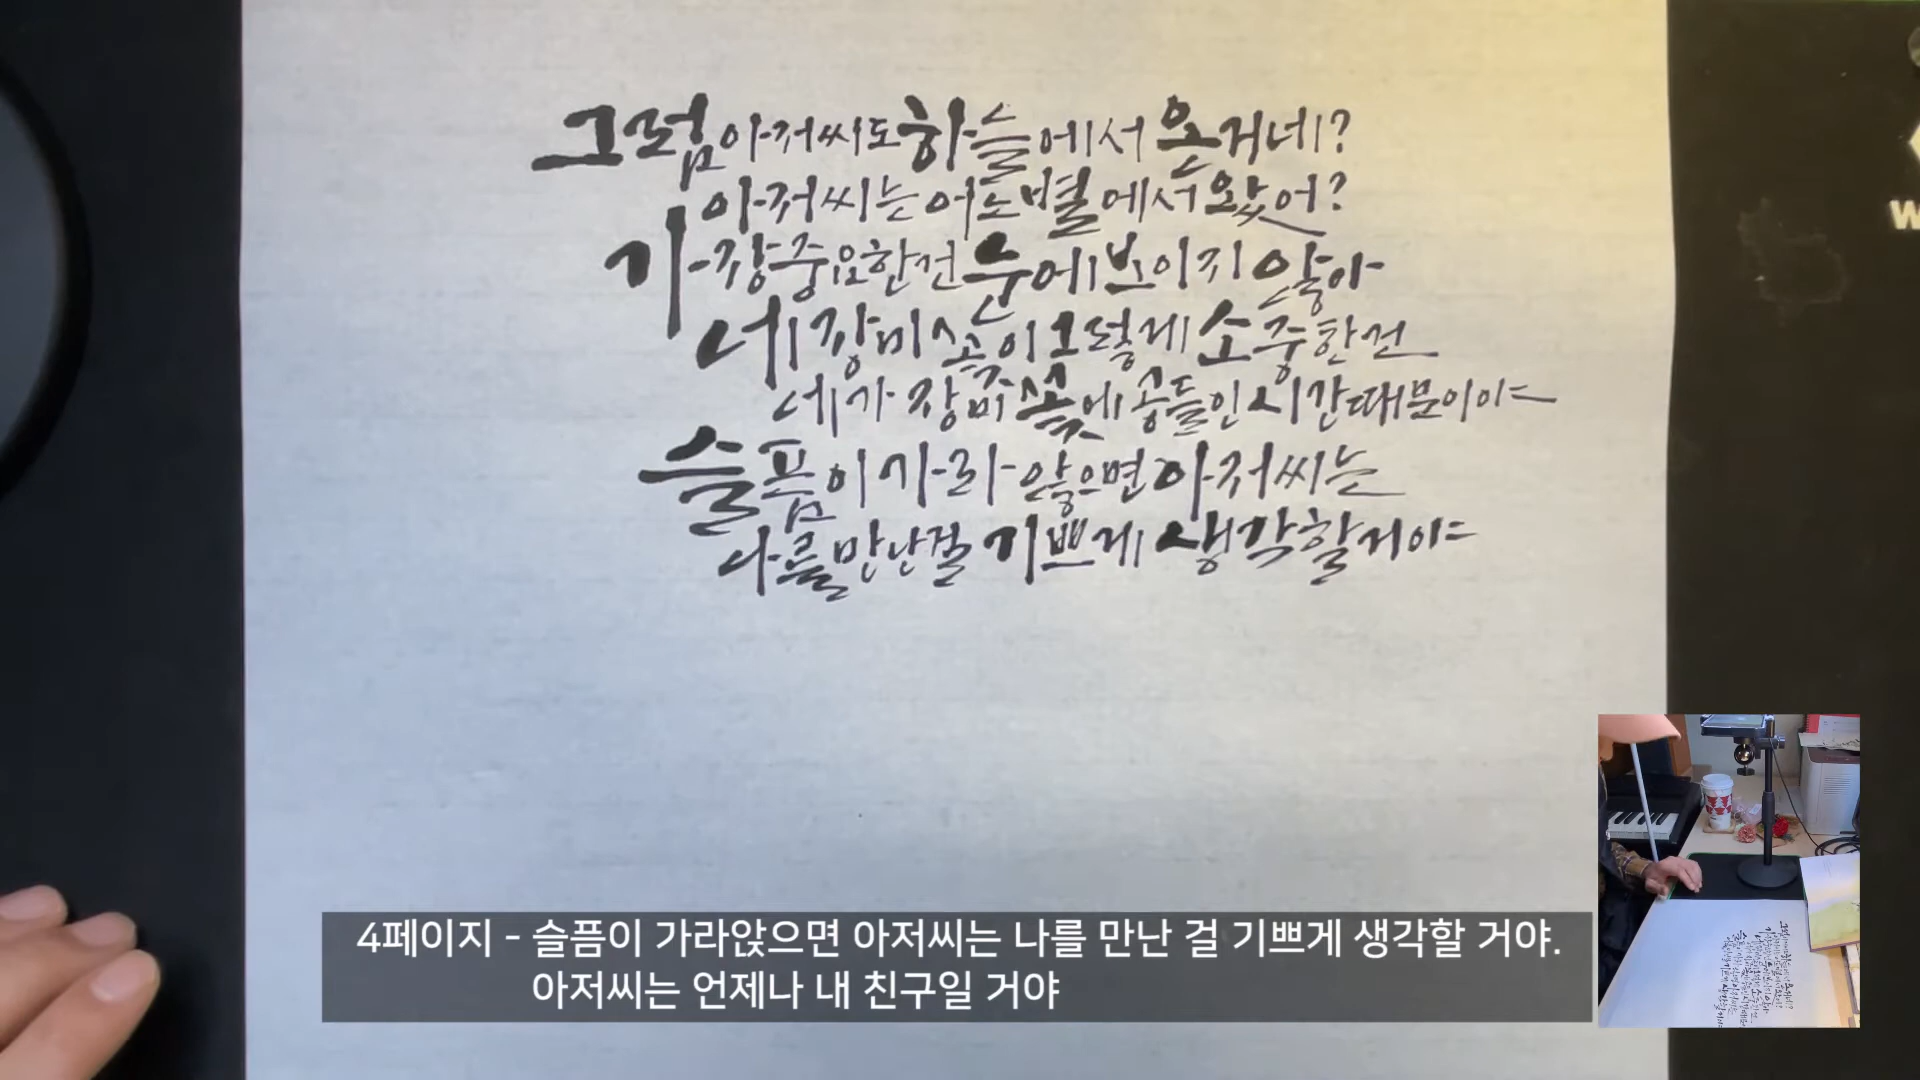 그럼 아저씨도 하늘에서 온거네?
아저씨는 어느별에서 왔어?
가장중요한건 눈에 보이지 않아
네 장미꽃이 그렇게 소중한건
네가 장미꽃에 공들인 시간때문이야
슬픔이 가라앉으면 아저씨는
나를 만난걸 기쁘게 생각할거야
4페이지 - 슬픔이 가라앉으면 아저씨는 나를 만난 걸 기쁘게 생각할 거야.
아저씨는 언제나 내 친구일 거야
W